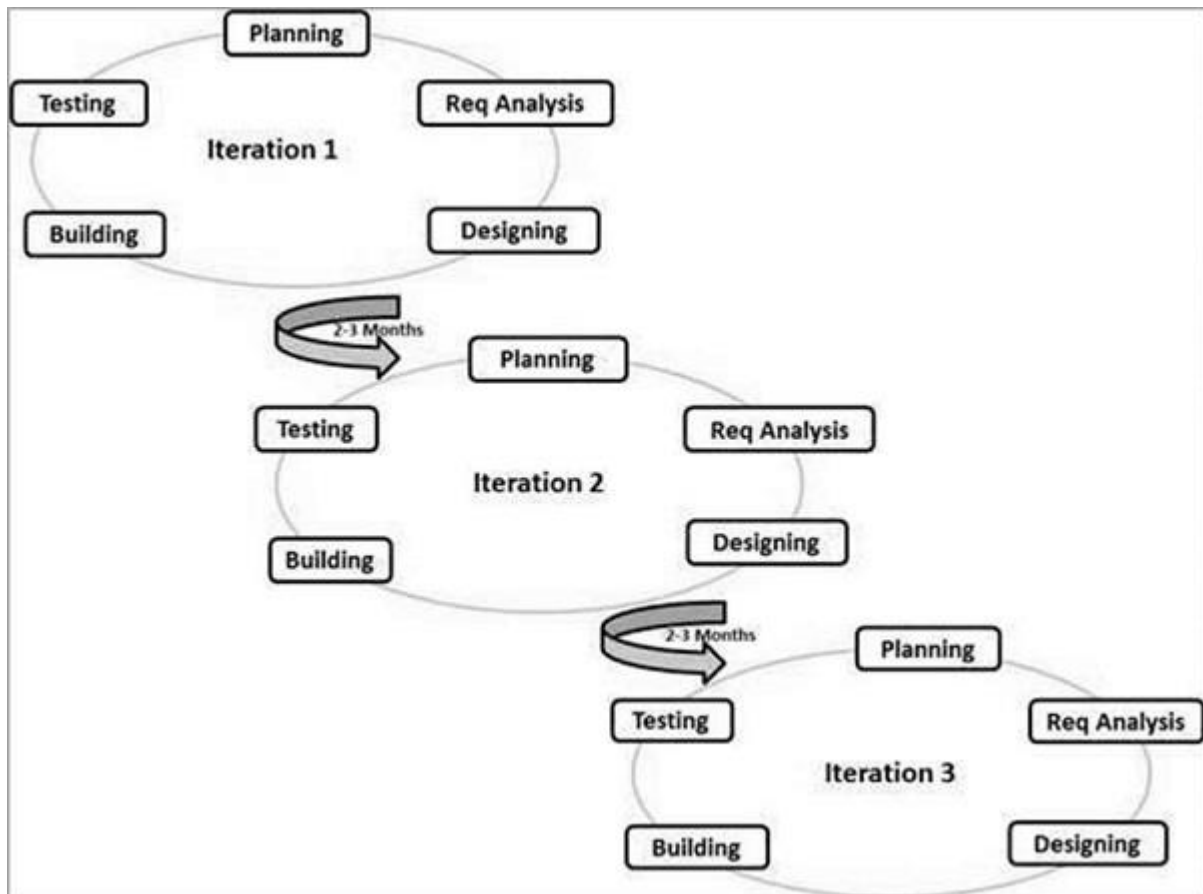 Planning
Testing
Req Analysis
Iteration 1
Building
Designing
2-3 Months
Planning
Testing
Req Analysis
Iteration 2
Building
Designing
2-3 Months
Planning
Testing
Req Analysis
Iteration 3
Building
Designing